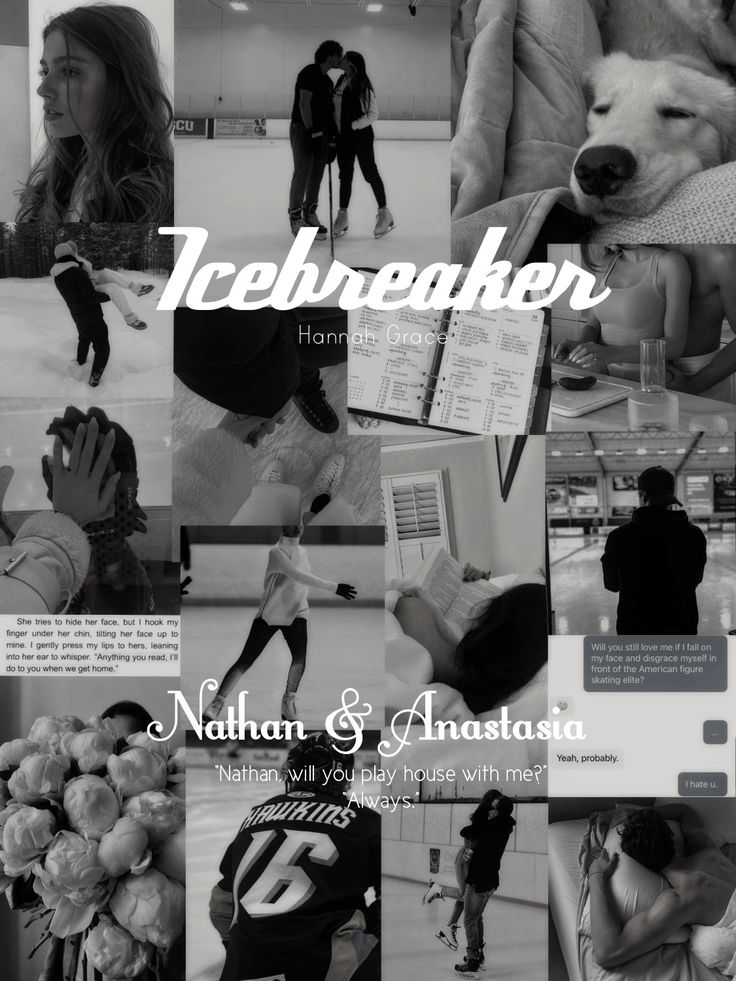 CU
Icebreaker
Hannah Grace
She tries to hide her face, but I hook my
finger under her chin, tilting her face up to
mine. I gently press my lips to hers, leaning
into her ear to whisper. "Anything you read, I'll
do to you when we get home."
Will you still love me if I fall on
my face and disgrace myself in
front of the American figure
skating elite?
...
Yeah, probably.
I hate u.
Nathan & Anastasia
"Nathan, will you play house with me?"
"Always."
HAWKINS
16